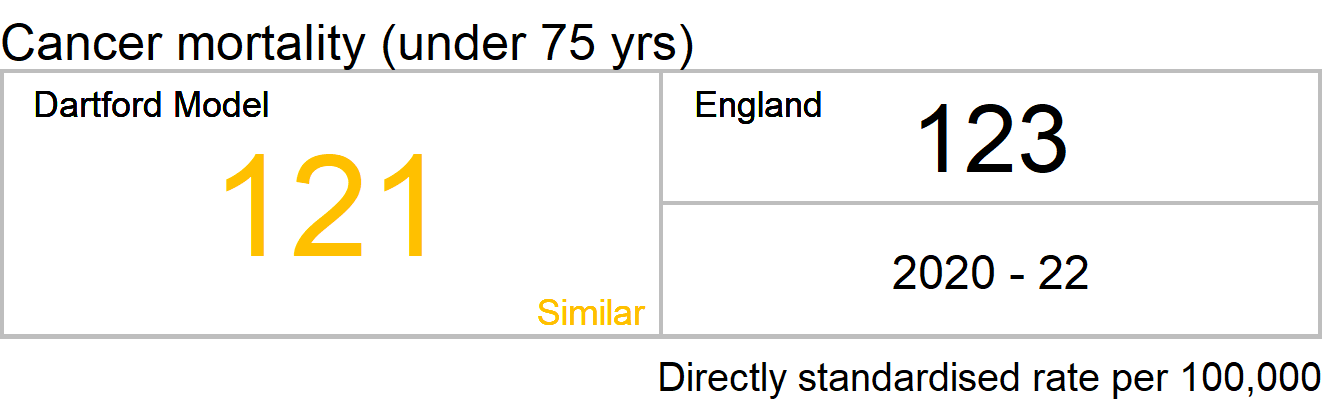 Cancer mortality (under 75 yrs)
Dartford Model
121
Similar
England
123
2020 - 22
Directly standardised rate per 100,000